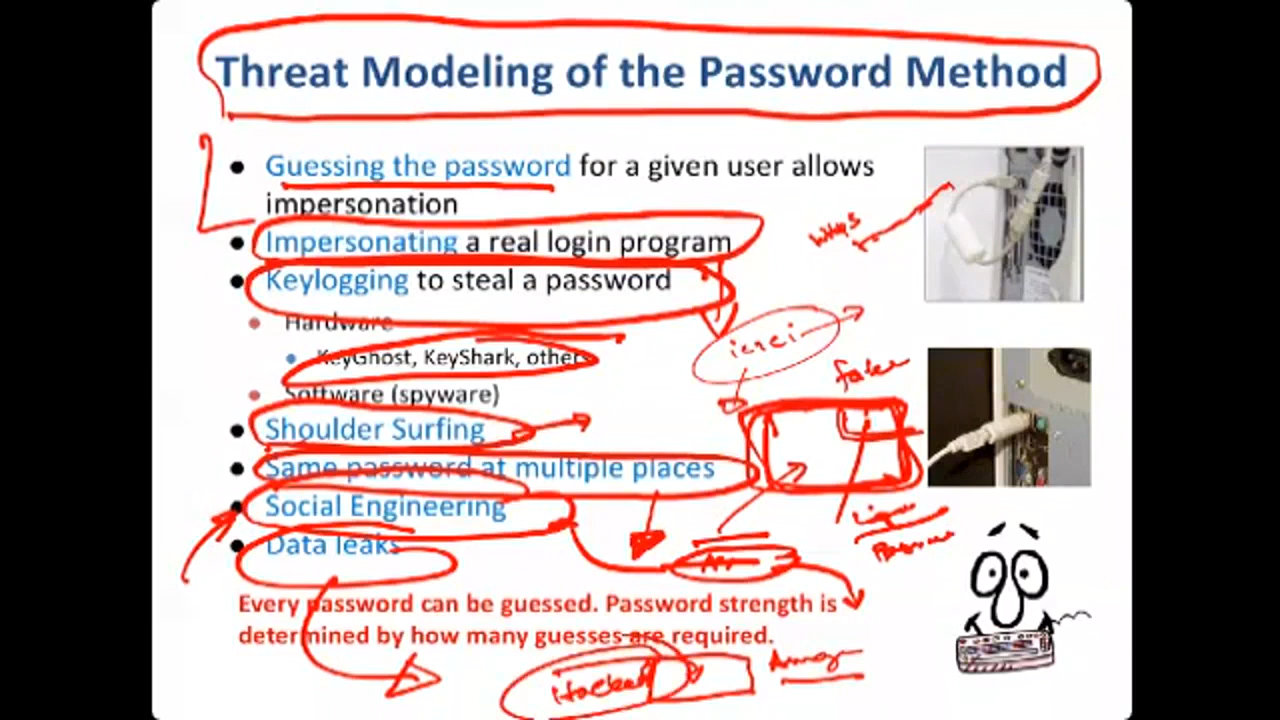 Threat Modeling of the Password Method
Guessing the password for a given user allows
impersonation
Impersonating a real login program
Keylogging to steal a password
Hardware
KeyGhost, KeyShark, others
Software (spyware)
fake
Shoulder Surfing
Same password at multiple places
Social Engineering
Data leaks
Every password can be guessed. Password strength is
determined by how many guesses are required.